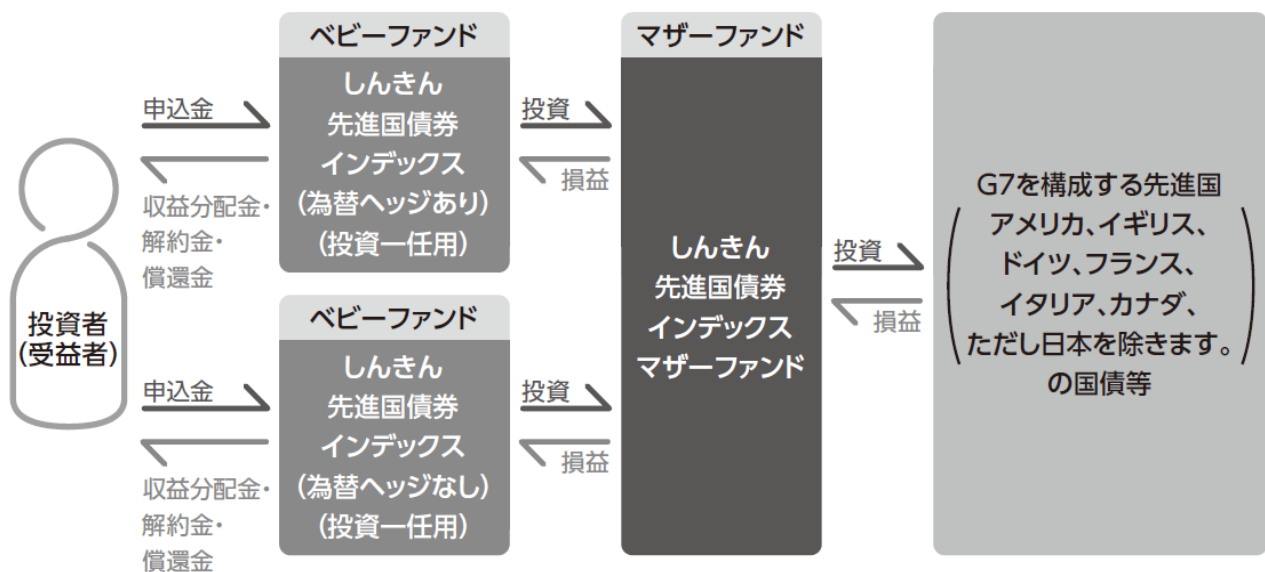 投資者
(受益者)
申込金
収益分配金・
解約金・
償還金
ベビーファンド
しんきん
先進国債券
インデックス
(為替ヘッジあり)
(投資一任用)
投資
損益
申込金
収益分配金・
解約金・
償還金
ベビーファンド
しんきん
先進国債券
インデックス
(為替ヘッジなし)
(投資一任用)
投資
損益
マザーファンド
しんきん
先進国債券
インデックス
マザーファンド
投資
損益
G7を構成する先進国
(アメリカ、イギリス、
ドイツ、フランス、
イタリア、カナダ、
ただし日本を除きます。)
の国債等